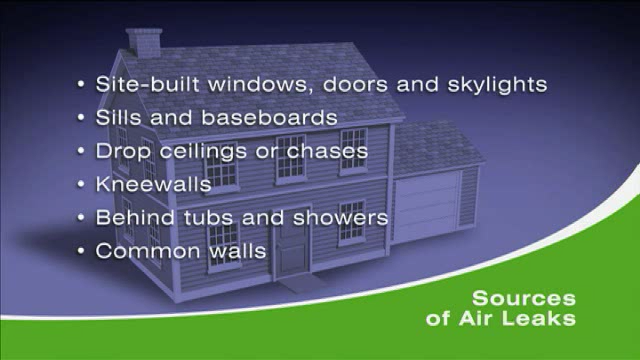 • Site-built windows, doors and skylights
• Sills and baseboards
• Drop ceilings or chases
• Kneewalls
• Behind tubs and showers
• Common walls
Sources
of Air Leaks